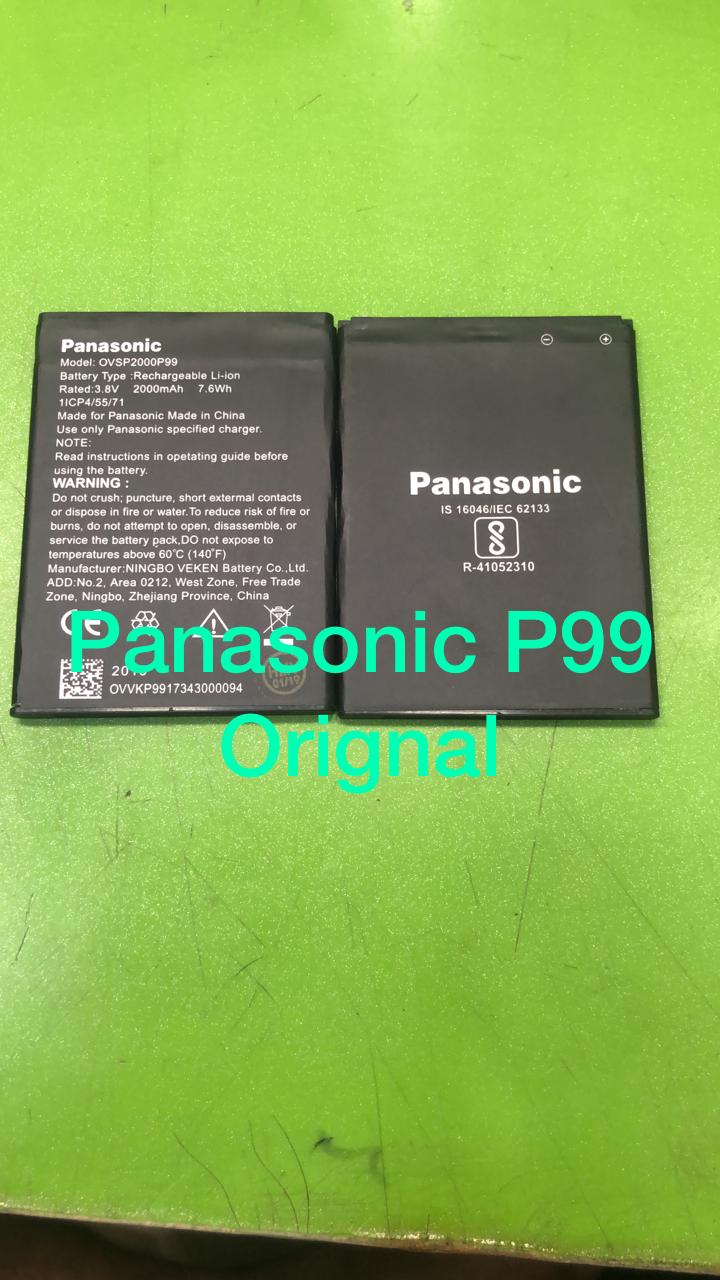 Panasonic
Model: OVSP2000P99
Battery Type :Rechargeable Li-ion
Rated:3.8V 2000mAh 7.6Wh
1ICP4/55/71
Made for Panasonic Made in China
Use only Panasonic specified charger.
NOTE:
Read instructions in opetating guide before
using the battery.
WARNING :
Do not crush; puncture, short extermal contacts
or dispose in fire or water.To reduce risk of fire or
burns, do not attempt to open, disassemble, or
service the battery pack,DO not expose to
temperatures above 60°C (140°F)
Manufacturer:NINGBO VEKEN Battery Co.,Ltd.
ADD:No.2, Area 0212, West Zone, Free Trade
Zone, Ningbo, Zhejiang Province, China
CE
01/19
OVVKP9917343000094
Panasonic
IS 16046/IEC 62133
R-41052310
Panasonic P99
Orignal